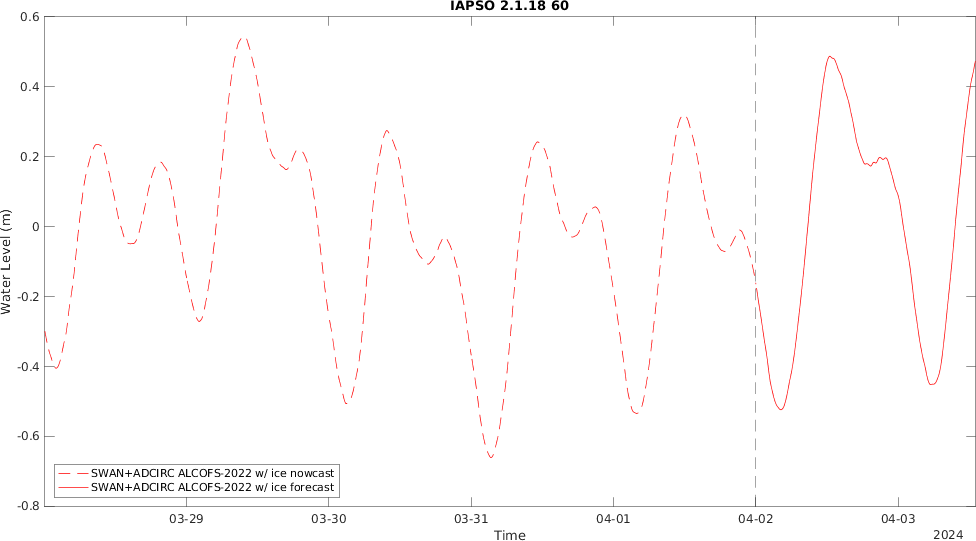 IAPSO 2.1.18 60
0.6
0.4
0.2
0
-0.2
-0.4
-0.6
-0.8
Water Level (m)
SWAN+ADCIRC ALCOFS-2022 w/ ice nowcast
SWAN+ADCIRC ALCOFS-2022 w/ ice forecast
03-29 03-30 03-31 04-01 04-02 04-03
Time
2024